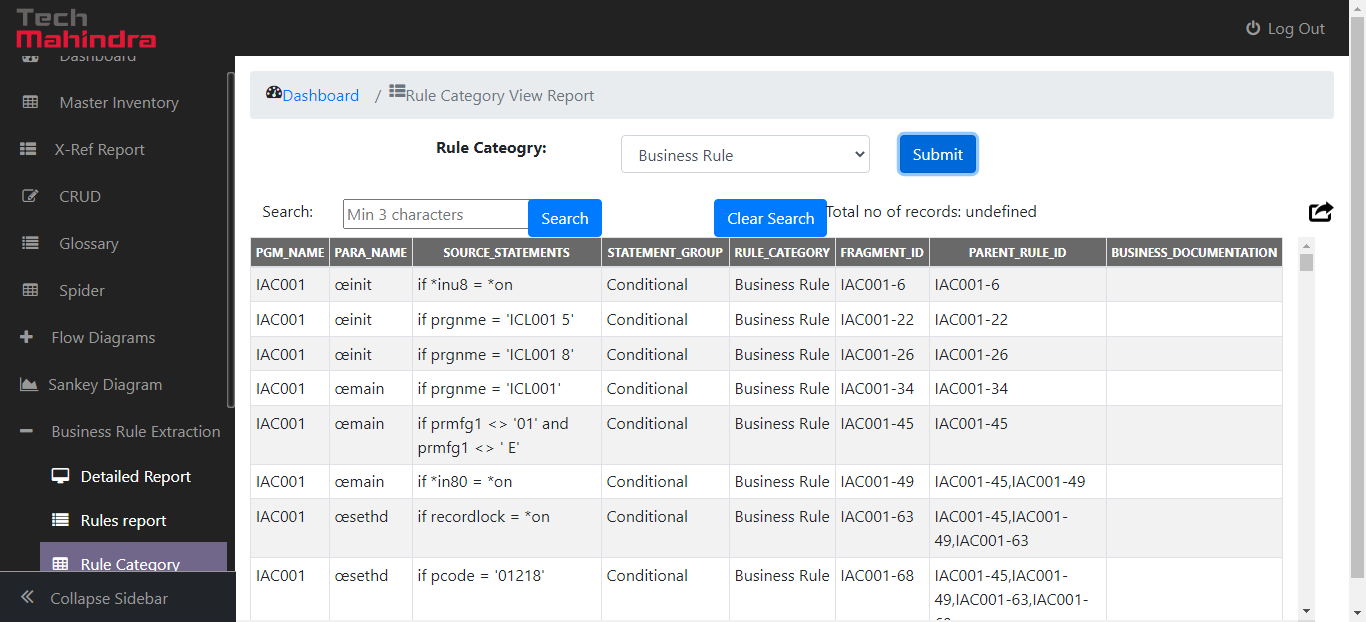 Tech
Mahindra
Log Out
Dashboard
Master Inventory
X-Ref Report
CRUD
Glossary
Spider
Flow Diagrams
Sankey Diagram
Business Rule Extraction
Detailed Report
Rules report
Rule Category
Collapse Sidebar
Dashboard / Rule Category View Report
Rule Cateogry: Business Rule Submit
Search: Min 3 characters Search Clear Search Total no of records: undefined
PGM_NAME PARA_NAME SOURCE_STATEMENTS STATEMENT_GROUP RULE_CATEGORY FRAGMENT_ID PARENT_RULE_ID BUSINESS_DOCUMENTATION
IAC001 œinit if *inu8 = *on Conditional Business Rule IAC001-6 IAC001-6
IAC001 œinit if prgnme = 'ICL001 5' Conditional Business Rule IAC001-22 IAC001-22
IAC001 œinit if prgnme = 'ICL001 8' Conditional Business Rule IAC001-26 IAC001-26
IAC001 œmain if prgnme = 'ICL001' Conditional Business Rule IAC001-34 IAC001-34
IAC001 œmain if prmfg1 <> '01' and Conditional Business Rule IAC001-45 IAC001-45
prmfg1 <> ' E'
IAC001 œmain if *in80 = *on Conditional Business Rule IAC001-49 IAC001-45,IAC001-49
IAC001 œsethd if recordlock = *on Conditional Business Rule IAC001-63 IAC001-45,IAC001-
49,IAC001-63
IAC001 œsethd if pcode = '01218' Conditional Business Rule IAC001-68 IAC001-45,IAC001-
49,IAC001-63,IAC001-